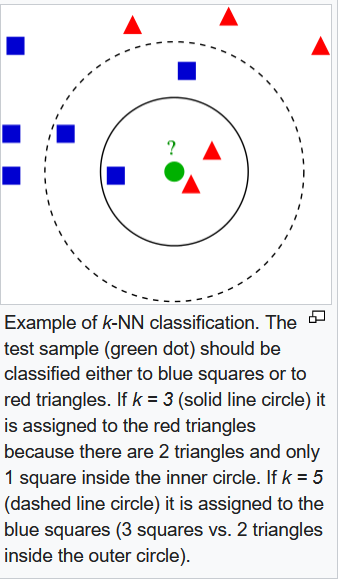 ?
Example of k-NN classification. The
test sample (green dot) should be
classified either to blue squares or to
red triangles. If k = 3 (solid line circle) it
is assigned to the red triangles
because there are 2 triangles and only
1 square inside the inner circle. If k = 5
(dashed line circle) it is assigned to the
blue squares (3 squares vs. 2 triangles
inside the outer circle).